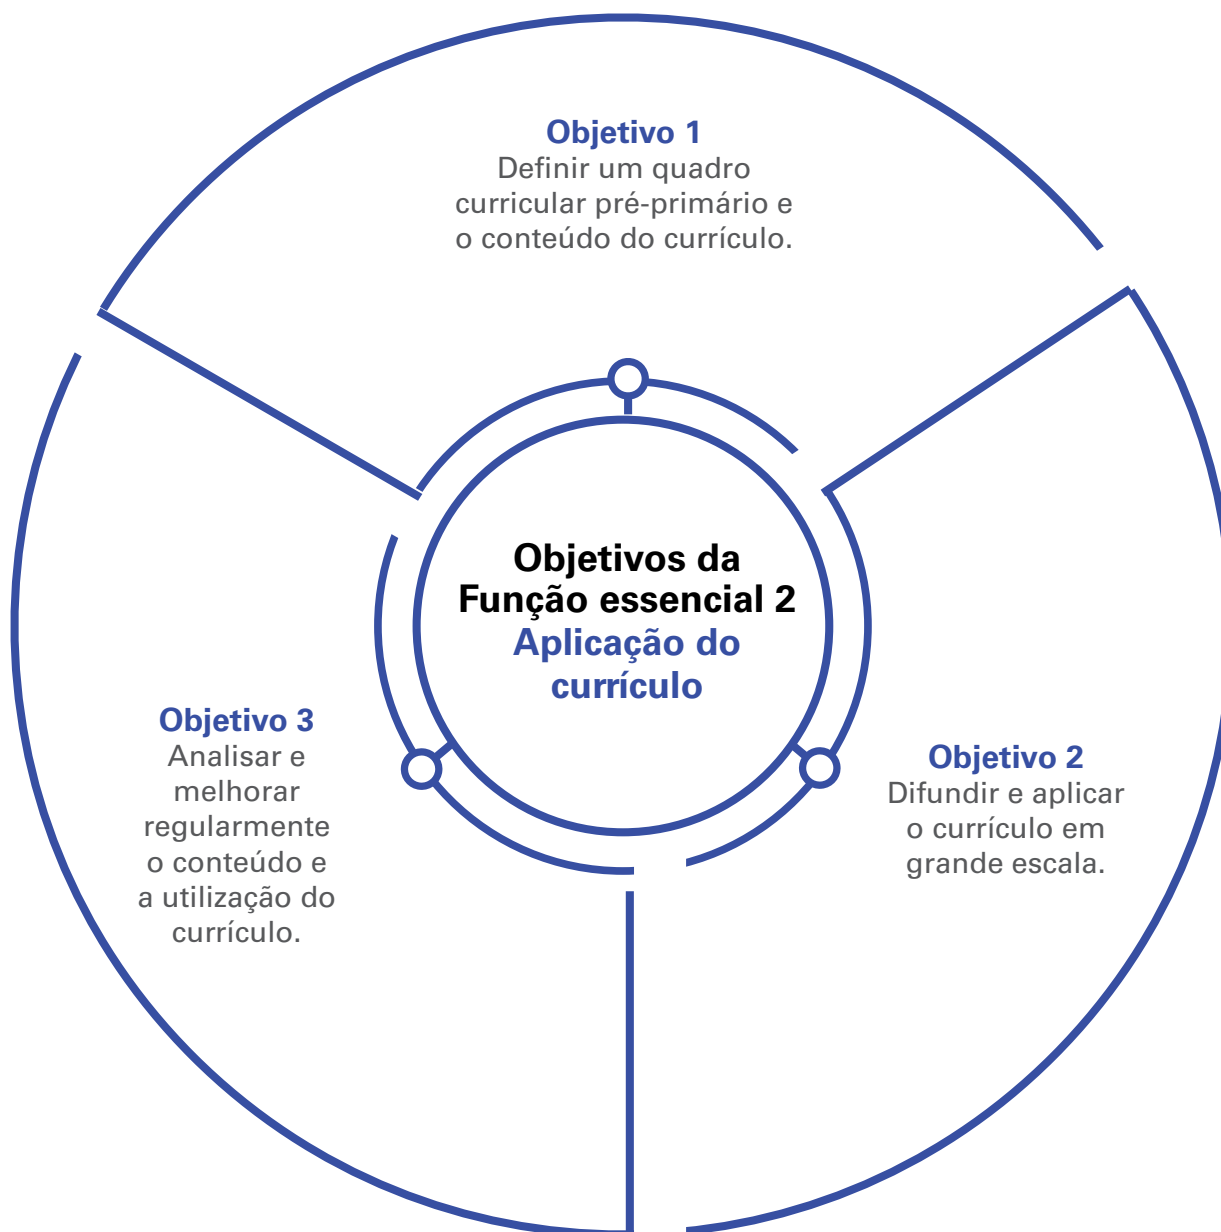 Objetivo 1
Definir um quadro
curricular pré-primário e
o conteúdo do currículo.
Objetivos da
Função essencial 2
Aplicação do
currículo
Objetivo 2
Difundir e aplicar
o currículo em
grande escala.
Objetivo 3
Analisar e
melhorar
regularmente
o conteúdo e
a utilização do
currículo.